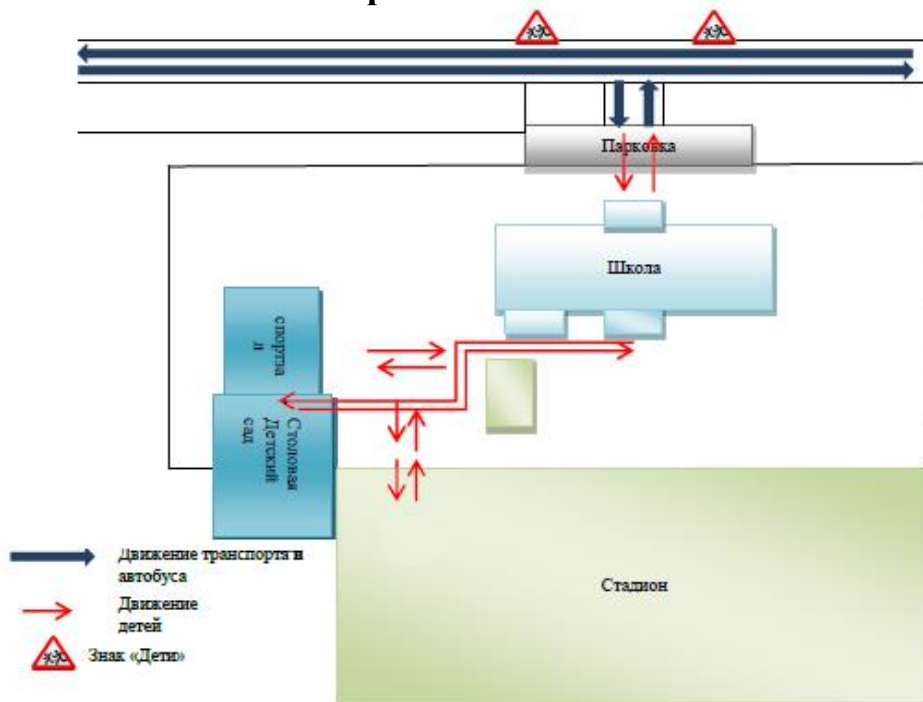 Парковка
Школа
спортза
л
Столовая
Детский
сад
Стадион
Движение транспорта и
автобуса
Движение
детей
Знак «Дети»